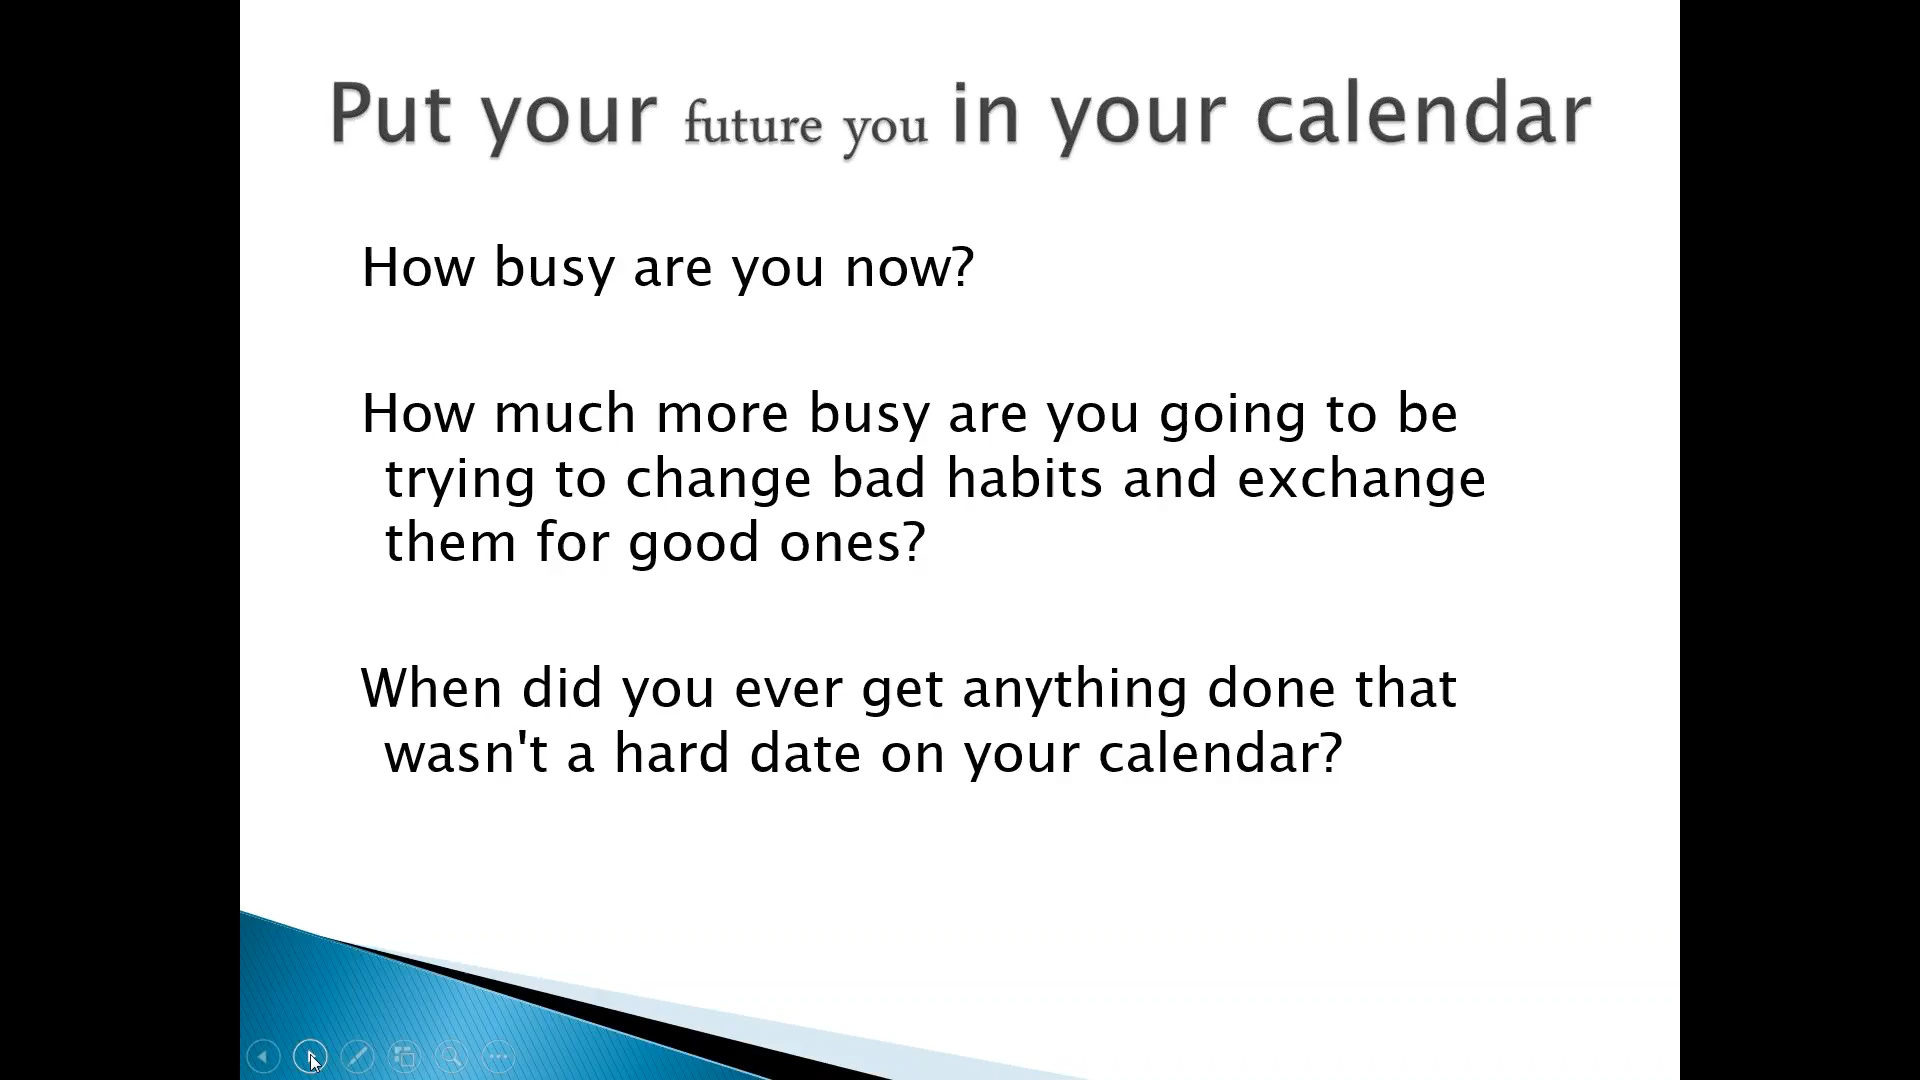 Put your future you in your calendar
How busy are you now?
How much more busy are you going to be
trying to change bad habits and exchange
them for good ones?
When did you ever get anything done that
wasn't a hard date on your calendar?